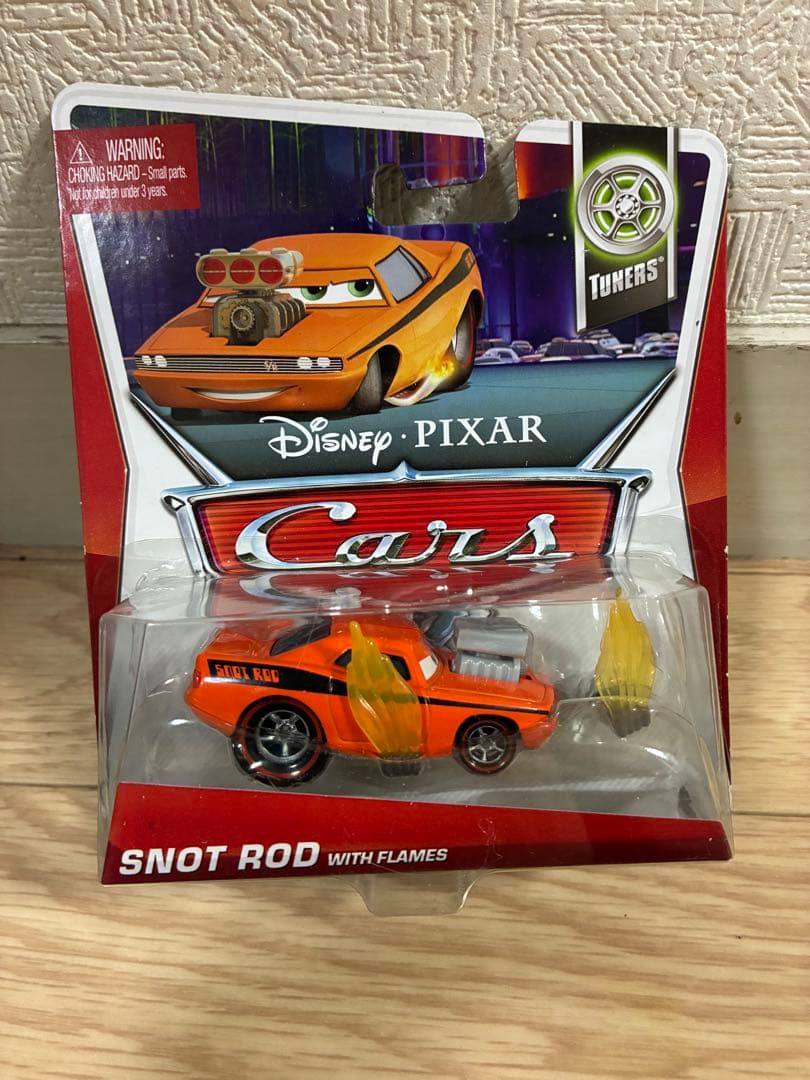 WARNING:
CHOKING HAZARD – Small parts.
Not for children under 3 years.
TUNERS®
Disney · PIXAR
Cars
SNOT ROD
SNOT ROD WITH FLAMES